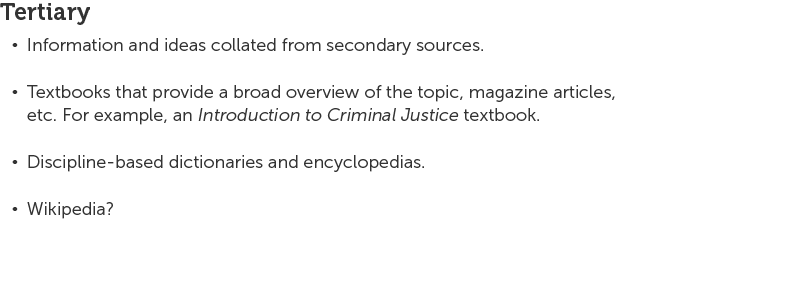 Tertiary
• Information and ideas collated from secondary sources.
• Textbooks that provide a broad overview of the topic, magazine articles,
etc. For example, an Introduction to Criminal Justice textbook.
• Discipline-based dictionaries and encyclopedias.
• Wikipedia?